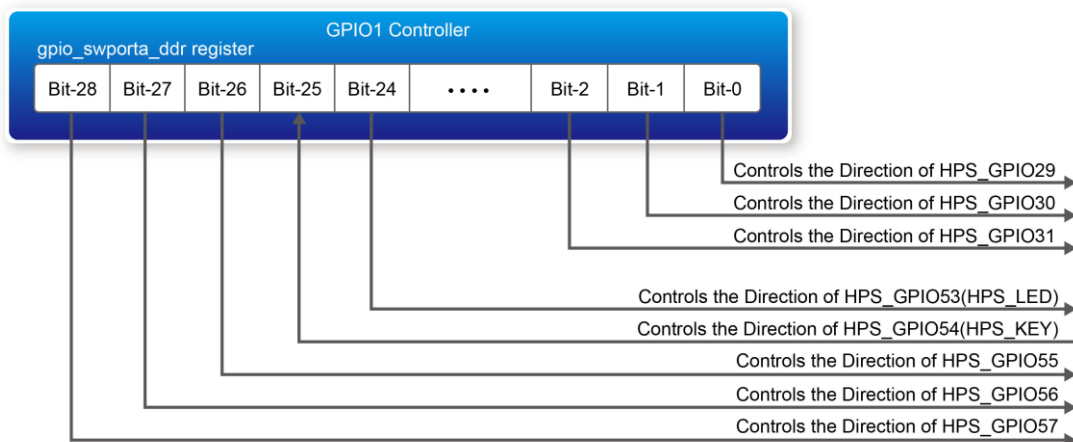 GPIO1 Controller
gpio_swporta_ddr register
Bit-28 Bit-27 Bit-26 Bit-25 Bit-24 •••• Bit-2 Bit-1 Bit-0
Controls the Direction of HPS_GPIO29
Controls the Direction of HPS_GPIO30
Controls the Direction of HPS_GPIO31
Controls the Direction of HPS_GPIO53(HPS_LED)
Controls the Direction of HPS_GPIO54(HPS_KEY)
Controls the Direction of HPS_GPIO55
Controls the Direction of HPS_GPIO56
Controls the Direction of HPS_GPIO57